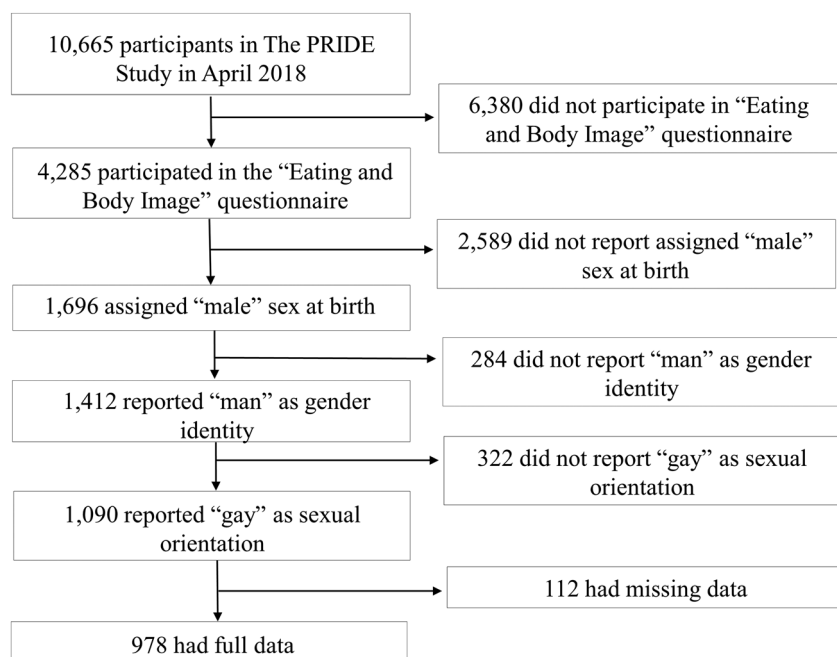 10,665 participants in The PRIDE
Study in April 2018
6,380 did not participate in “Eating
and Body Image” questionnaire
4,285 participated in the “Eating and
Body Image” questionnaire
2,589 did not report assigned “male”
sex at birth
1,696 assigned “male” sex at birth
284 did not report “man” as gender
identity
1,412 reported “man” as gender
identity
322 did not report “gay” as sexual
orientation
1,090 reported “gay” as sexual
orientation
112 had missing data
978 had full data